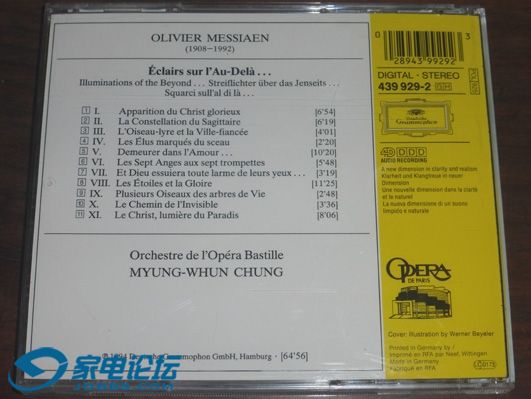 OLIVIER MESSIAEN
(1908–1992)
Éclairs sur l'Au-Delà . . .
Illuminations of the Beyond . . . Streiflichter über das Jenseits . . .
Squarci sull'al di là . . .
1 I. Apparition du Christ glorieux [6'54]
2 II. La Constellation du Sagittaire [6'19]
3 III. L'Oiseau-lyre et la Ville-fiancée [4'01]
4 IV. Les Élus marqués du sceau [2'20]
5 V. Demeurer dans l'Amour . . . [10'20]
6 VI. Les Sept Anges aux sept trompettes [5'48]
7 VII. Et Dieu essuiera toute larme de leurs yeux . . . [3'19]
8 VIII. Les Étoiles et la Gloire [11'25]
9 IX. Plusieurs Oiseaux des arbres de Vie [2'48]
10 X. Le Chemin de l'Invisible [3'36]
11 XI. Le Christ, lumière du Paradis [8'06]
Orchestre de l'Opéra Bastille
MYUNG-WHUN CHUNG
℗ 1994 Deutsche Grammophon GmbH, Hamburg · [64'56]
家电论坛
0 28943 99292 3
DIGITAL · STEREO
439 929-2 GH
Deutsche
Grammophon
4D DDD
AUDIO RECORDING
A new dimension in clarity and realism
Klarheit und Klangtreue in neuer
Dimension
Une nouvelle dimension dans la clarté
et le naturel
La nuova dimensione di un suono
limpido e naturale
OPERA
DE PARIS
Cover: Illustration by Werner Beyeler
Printed in Germany by /
Imprimé en RFA par Neef, Wittingen
Made in Germany
LC 0173